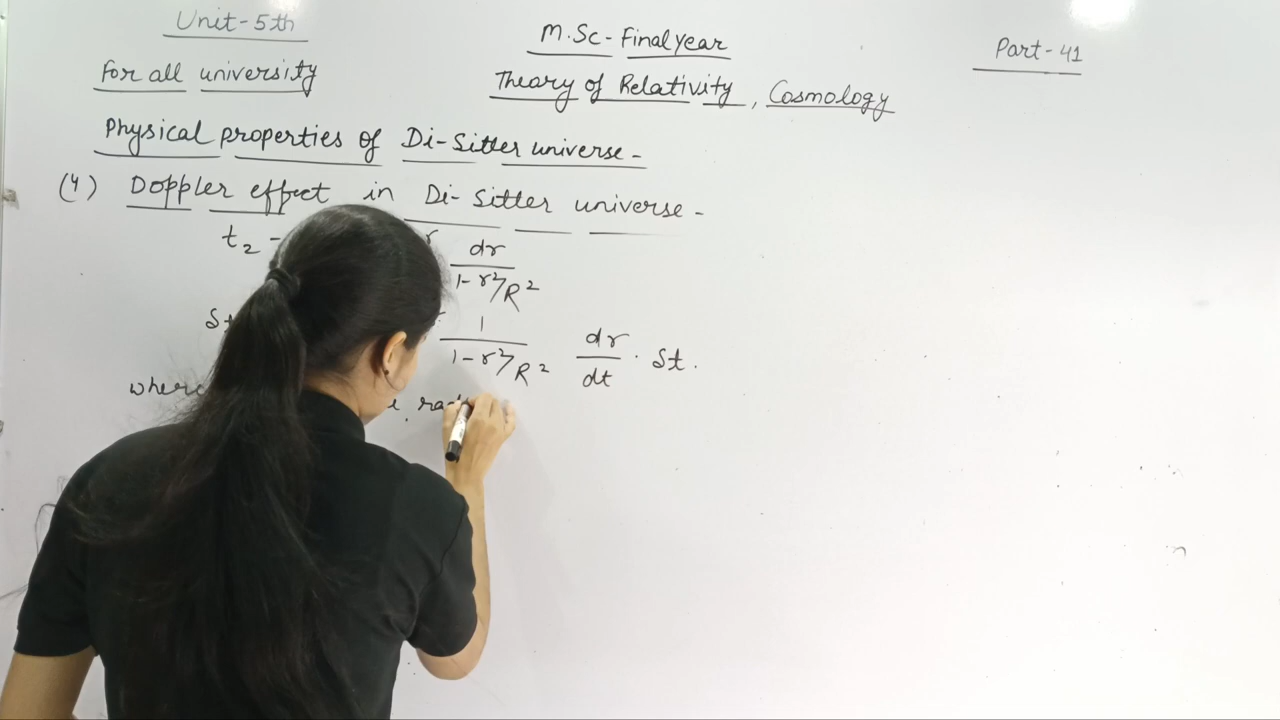 Unit-5th
M.Sc-Final year
Part-41
For all university
Theory of Relativity, Cosmology
Physical properties of Di-Sitter universe-
(4) Doppler effect in Di-Sitter universe-
t₂ - r dr/(1-r²/R²)
δt 1/(1-r²/R²) dr/dt · δt.
where